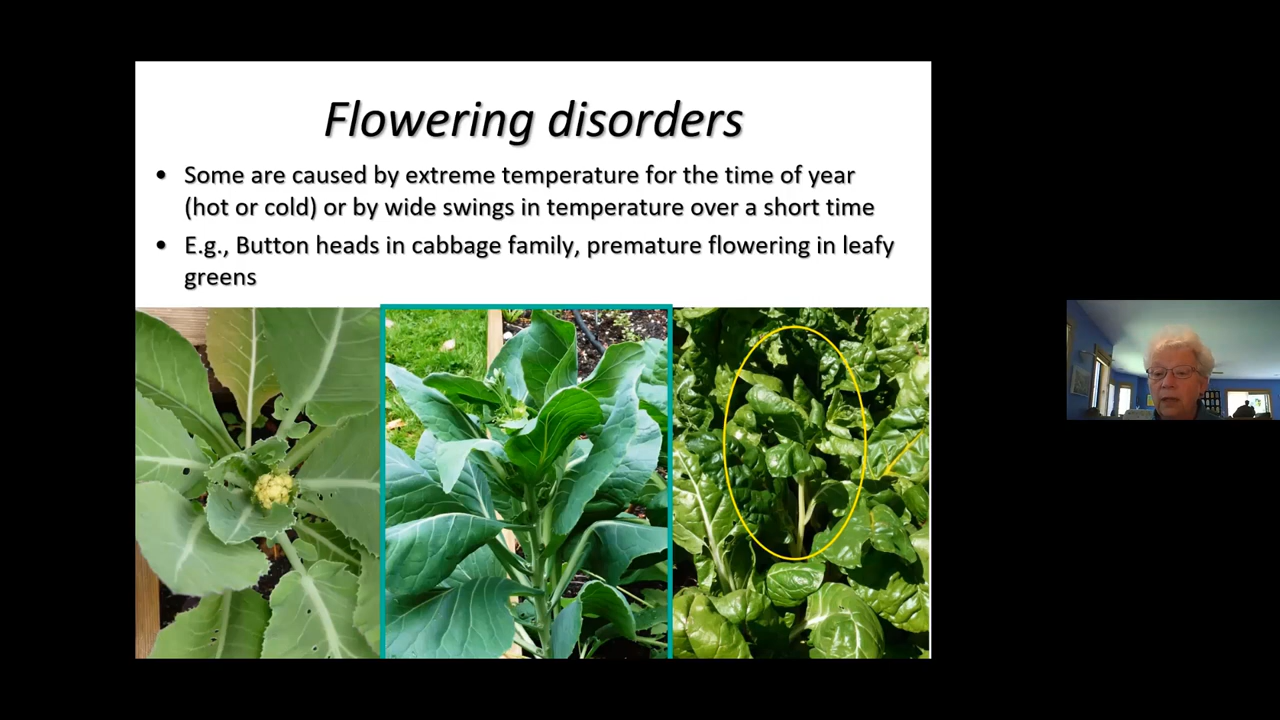 Flowering disorders
• Some are caused by extreme temperature for the time of year
(hot or cold) or by wide swings in temperature over a short time
• E.g., Button heads in cabbage family, premature flowering in leafy
greens